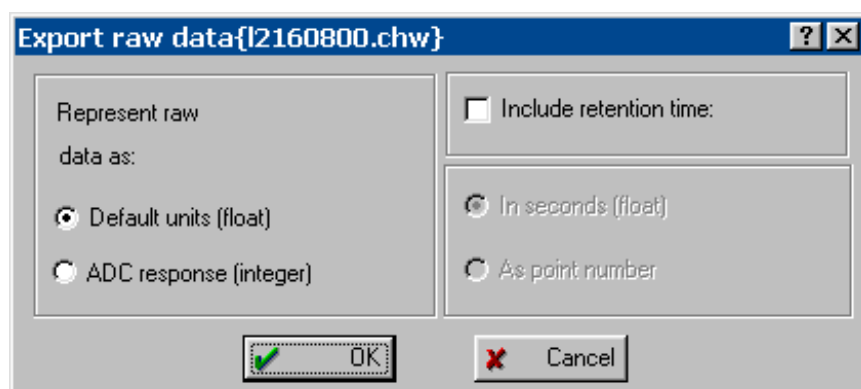 Export raw data{l2160800.chw}
Represent raw
data as:
Default units (float)
ADC response (integer)
Include retention time:
In seconds (float)
As point number
OK
Cancel